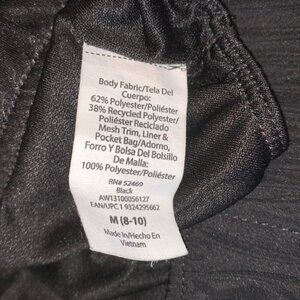 Body Fabric/Tela Del
Cuerpo:
62% Polyester/Poliéster
38% Recycled Polyester/
Poliéster Reciclado
Mesh Trim, Liner &
Pocket Bag/Adorno,
Forro Y Bolsa Del Bolsillo
De Malla:
100% Polyester/Poliéster
RN# 52469
Black
AW13100056127
EAN/UPC 1 9324295662
M (8-10)
Made In/Hecho En
Vietnam